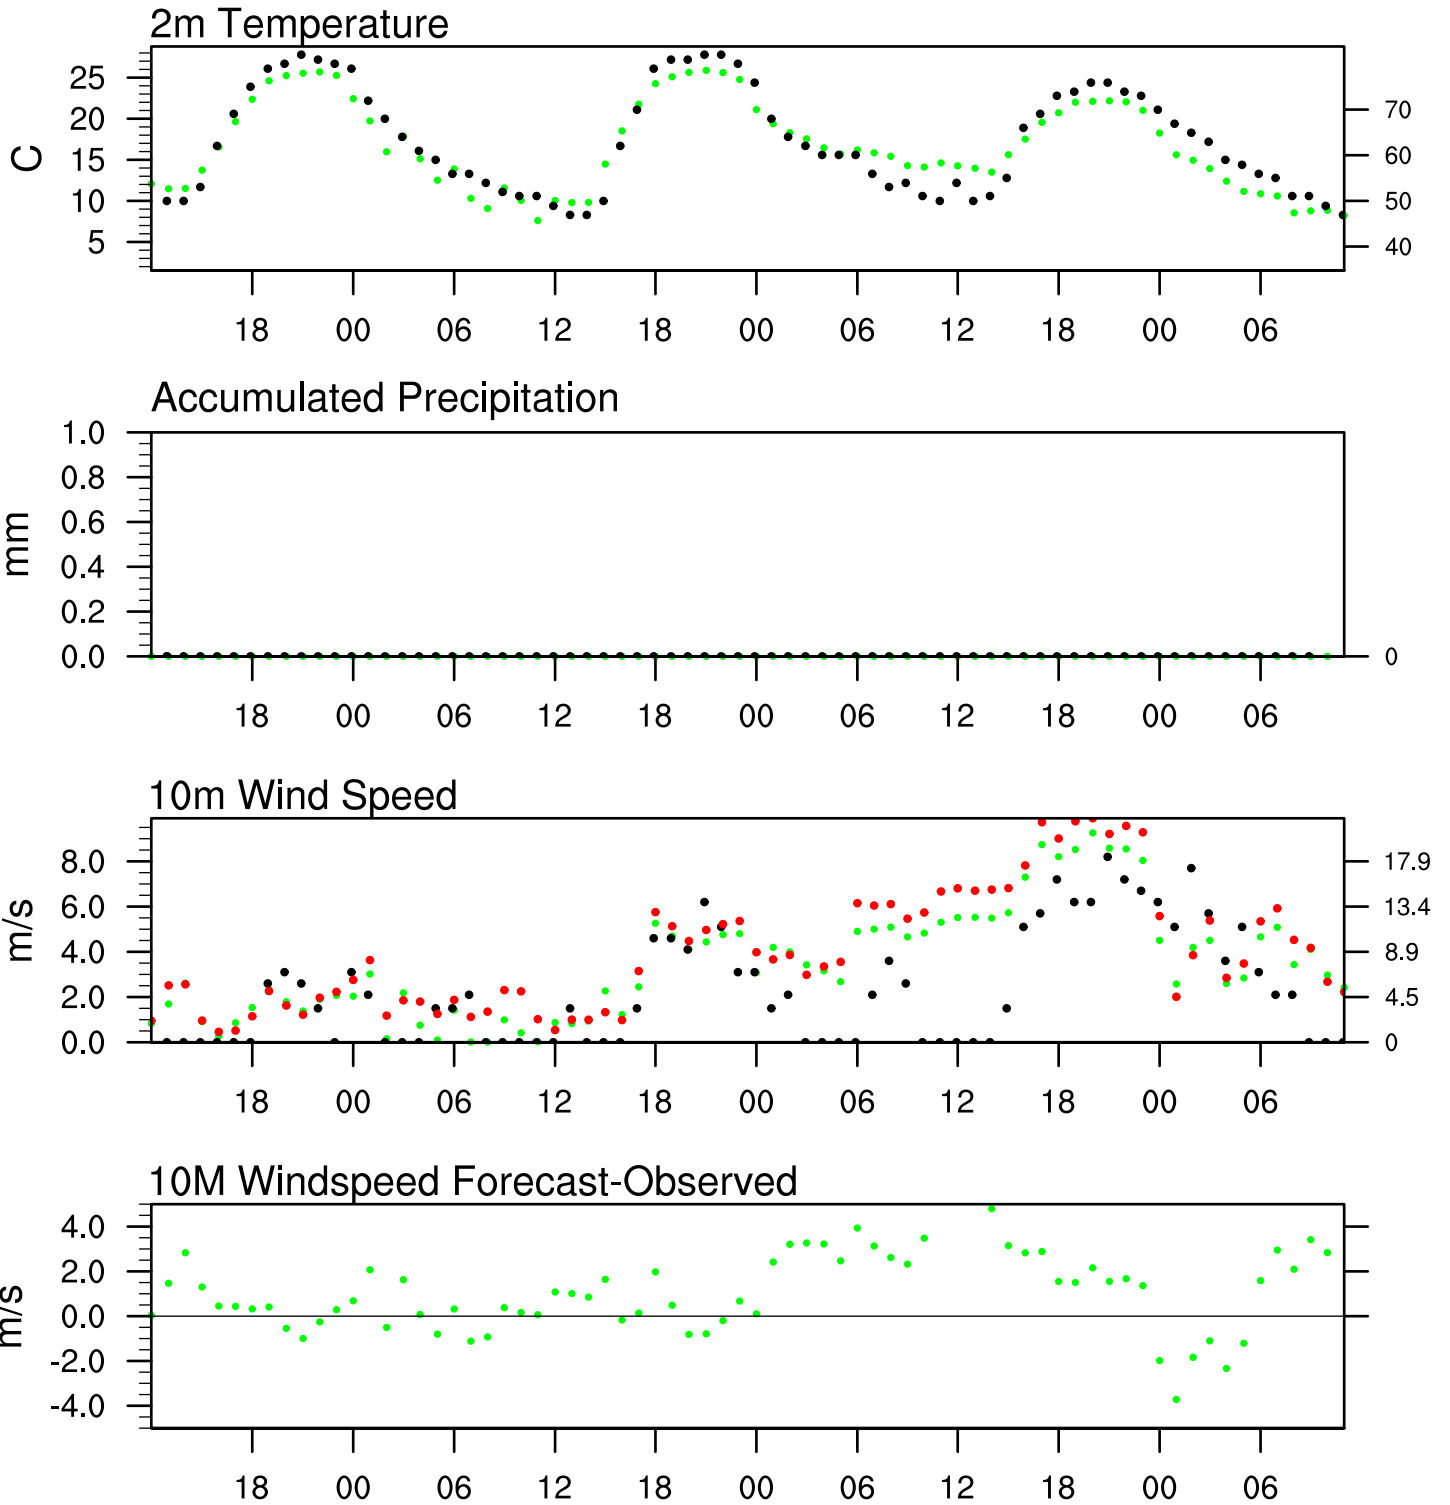 2m Temperature
C
25
20
15
10
5
70
60
50
40
18 00 06 12 18 00 06 12 18 00 06
Accumulated Precipitation
mm
1.0
0.8
0.6
0.4
0.2
0.0
0
18 00 06 12 18 00 06 12 18 00 06
10m Wind Speed
m/s
8.0
6.0
4.0
2.0
0.0
17.9
13.4
8.9
4.5
0
18 00 06 12 18 00 06 12 18 00 06
10M Windspeed Forecast-Observed
m/s
4.0
2.0
0.0
-2.0
-4.0
18 00 06 12 18 00 06 12 18 00 06